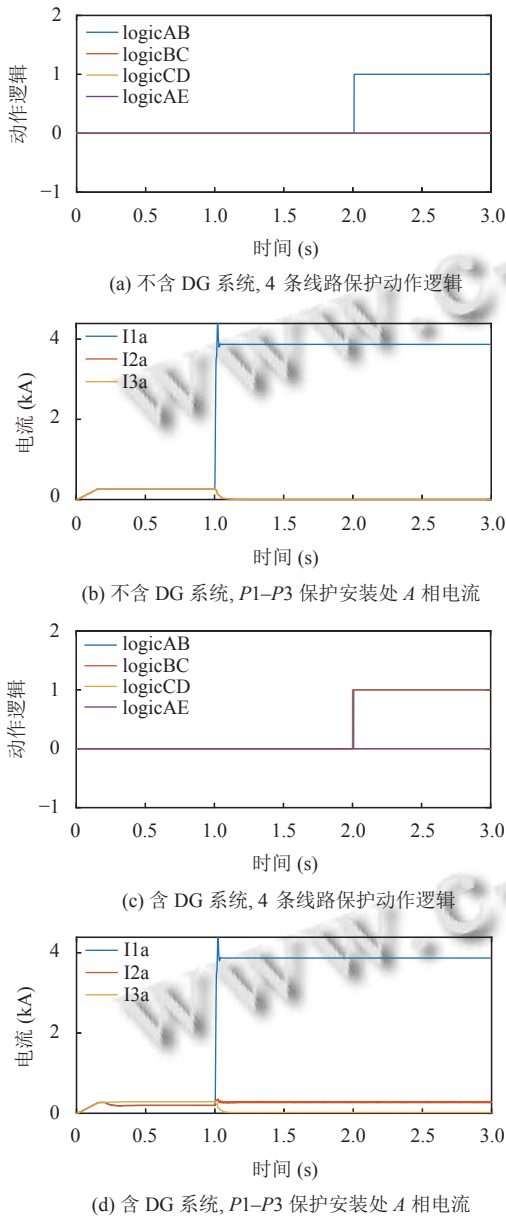 2
1
0
−1
动作逻辑
logicAB
logicBC
logicCD
logicAE
0 0.5 1.0 1.5 2.0 2.5 3.0
时间 (s)
(a) 不含 DG 系统, 4 条线路保护动作逻辑
4
2
0
电流 (kA)
I1a
I2a
I3a
0 0.5 1.0 1.5 2.0 2.5 3.0
时间 (s)
(b) 不含 DG 系统, P1–P3 保护安装处 A 相电流
2
1
0
−1
动作逻辑
logicAB
logicBC
logicCD
logicAE
0 0.5 1.0 1.5 2.0 2.5 3.0
时间 (s)
(c) 含 DG 系统, 4 条线路保护动作逻辑
4
2
0
电流 (kA)
I1a
I2a
I3a
0 0.5 1.0 1.5 2.0 2.5 3.0
时间 (s)
(d) 含 DG 系统, P1–P3 保护安装处 A 相电流